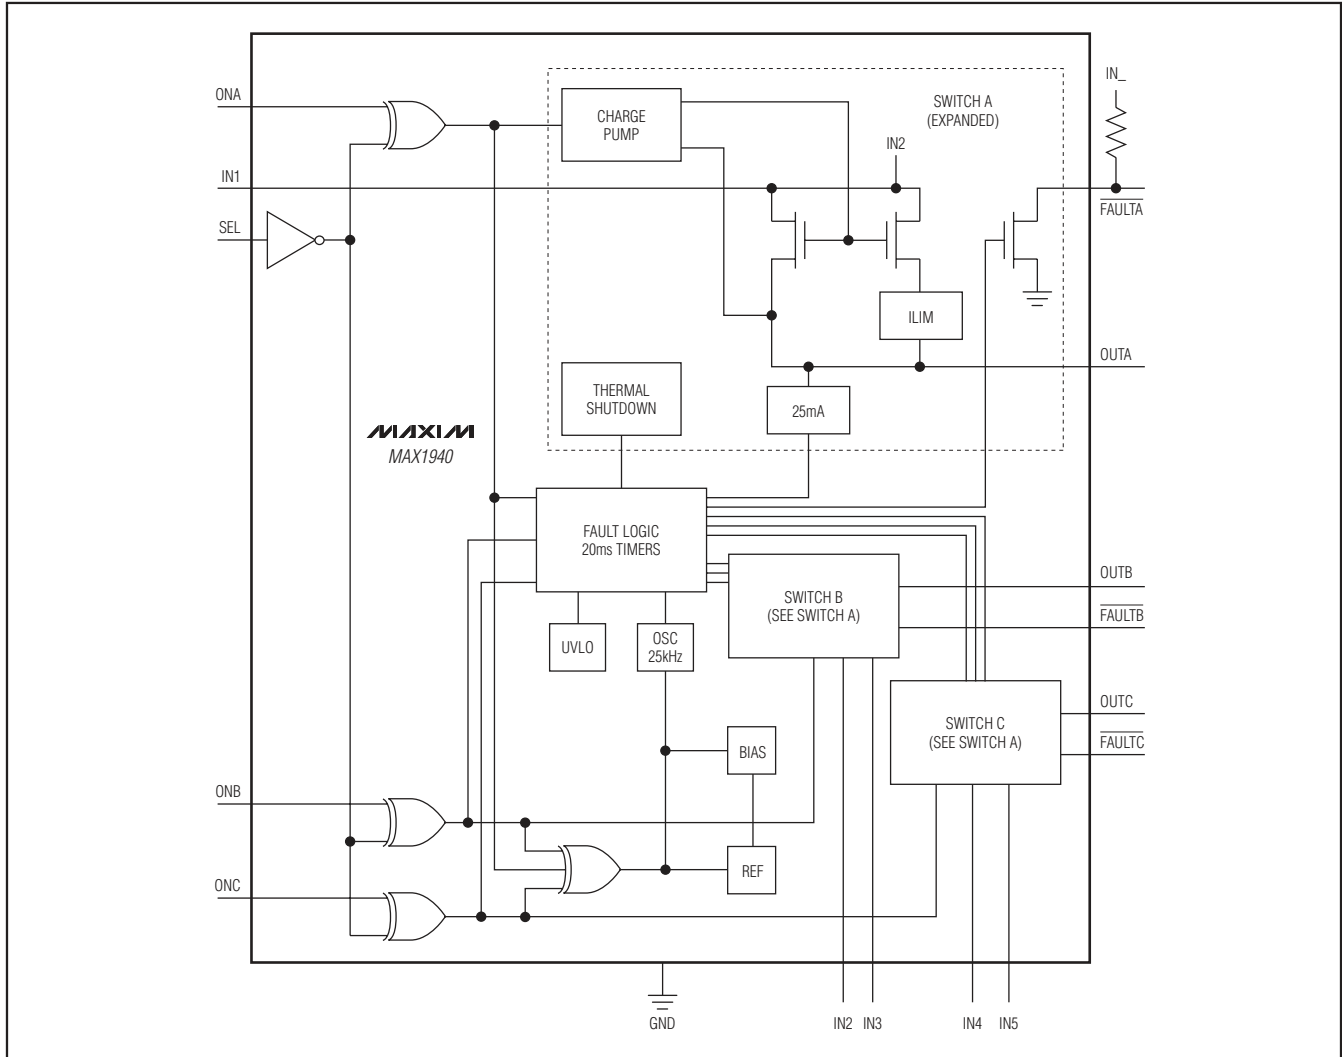 ONA
CHARGE
PUMP
SWITCH A
(EXPANDED)
IN_
IN2
IN1
FAULTA
SEL
ILIM
OUTA
THERMAL
SHUTDOWN
25mA
MAXIM
MAX1940
FAULT LOGIC
20ms TIMERS
OUTB
SWITCH B
(SEE SWITCH A)
FAULTB
UVLO
OSC
25kHz
OUTC
SWITCH C
(SEE SWITCH A)
FAULTC
BIAS
ONB
REF
ONC
GND
IN2
IN3
IN4
IN5